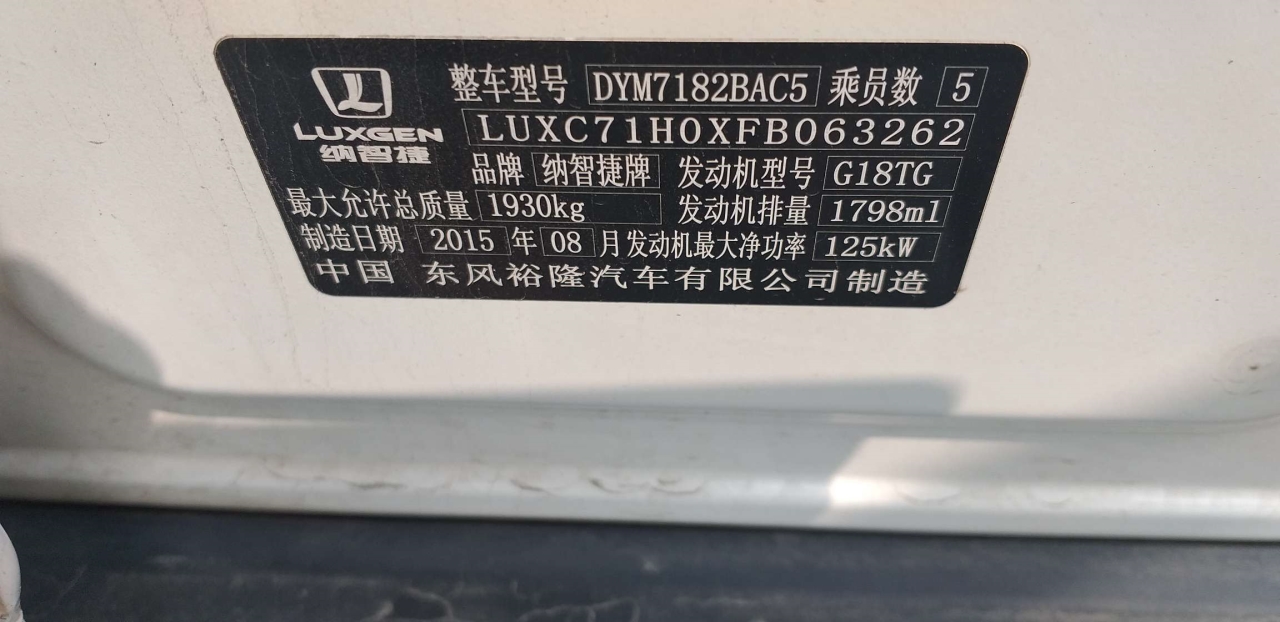 LUXGEN
纳智捷
整车型号 DYM7182BAC5 乘员数 5
LUXC71H0XFB063262
品牌 纳智捷牌 发动机型号 G18TG
最大允许总质量 1930kg 发动机排量 1798ml
制造日期 2015 年 08 月 发动机最大净功率 125kW
中国 东风裕隆汽车有限公司制造